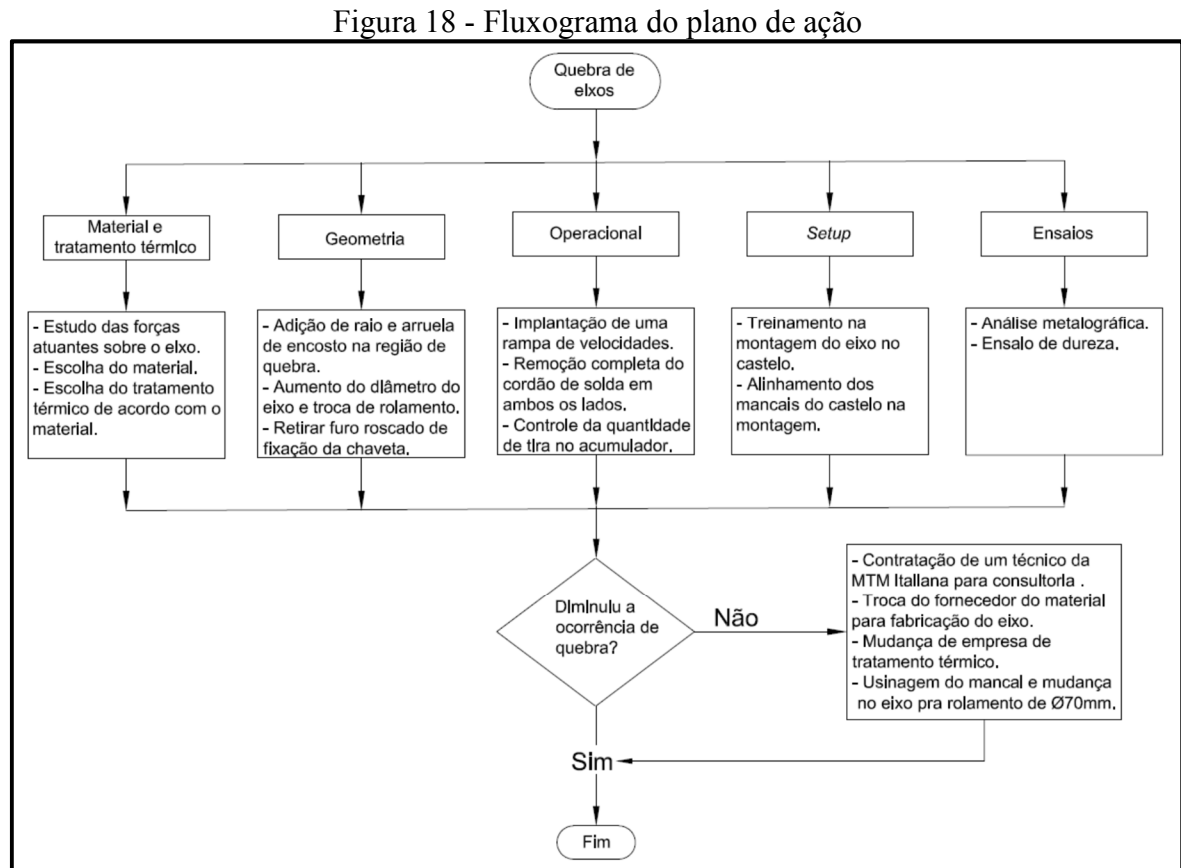 Figura 18 - Fluxograma do plano de ação
Quebra de
eixos
Material e
tratamento térmico
Geometria
Operacional
Setup
Ensaios
- Estudo das forças
atuantes sobre o eixo.
- Escolha do material.
- Escolha do tratamento
térmico de acordo com o
material.
- Adição de raio e arruela
de encosto na região de
quebra.
- Aumento do diâmetro do
eixo e troca de rolamento.
- Retirar furo roscado de
fixação da chaveta.
- Implantação de uma
rampa de velocidades.
- Remoção completa do
cordão de solda em
ambos os lados.
- Controle da quantidade
de tira no acumulador.
- Treinamento na
montagem do eixo no
castelo.
- Alinhamento dos
mancais do castelo na
montagem.
- Análise metalográfica.
- Ensaio de dureza.
Diminuiu a
ocorrência de
quebra?
Não
- Contratação de um técnico da
MTM Italiana para consultoria .
- Troca do fornecedor do material
para fabricação do eixo.
- Mudança de empresa de
tratamento térmico.
- Usinagem do mancal e mudança
no eixo pra rolamento de Ø70mm.
Sim
Fim